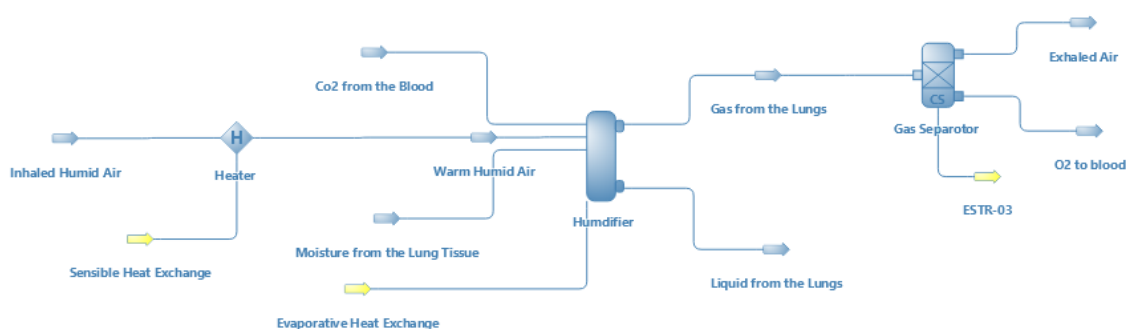 Exhaled Air
Co2 from the Blood
CS
Gas from the Lungs
Gas Separotor
H
Inhaled Humid Air
Heater
Warm Humid Air
O2 to blood
Humdifier
ESTR-03
Moisture from the Lung Tissue
Sensible Heat Exchange
Liquid from the Lungs
Evaporative Heat Exchange